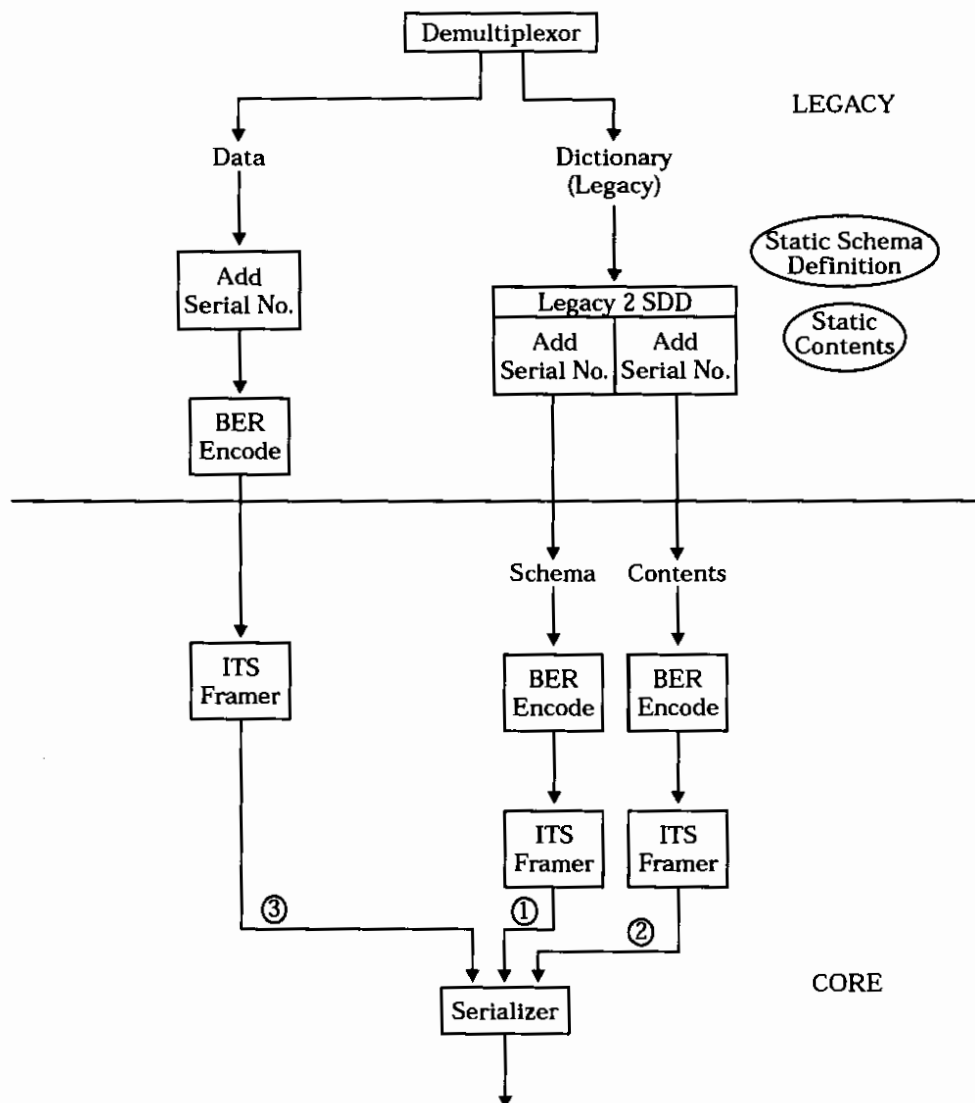 Demultiplexor
LEGACY
Data
Dictionary
(Legacy)
Static Schema
Definition
Add
Serial No.
Legacy 2 SDD
Add
Serial No.
Add
Serial No.
Static
Contents
BER
Encode
Schema
Contents
ITS
Framer
BER
Encode
BER
Encode
ITS
Framer
ITS
Framer
3
1
2
CORE
Serializer